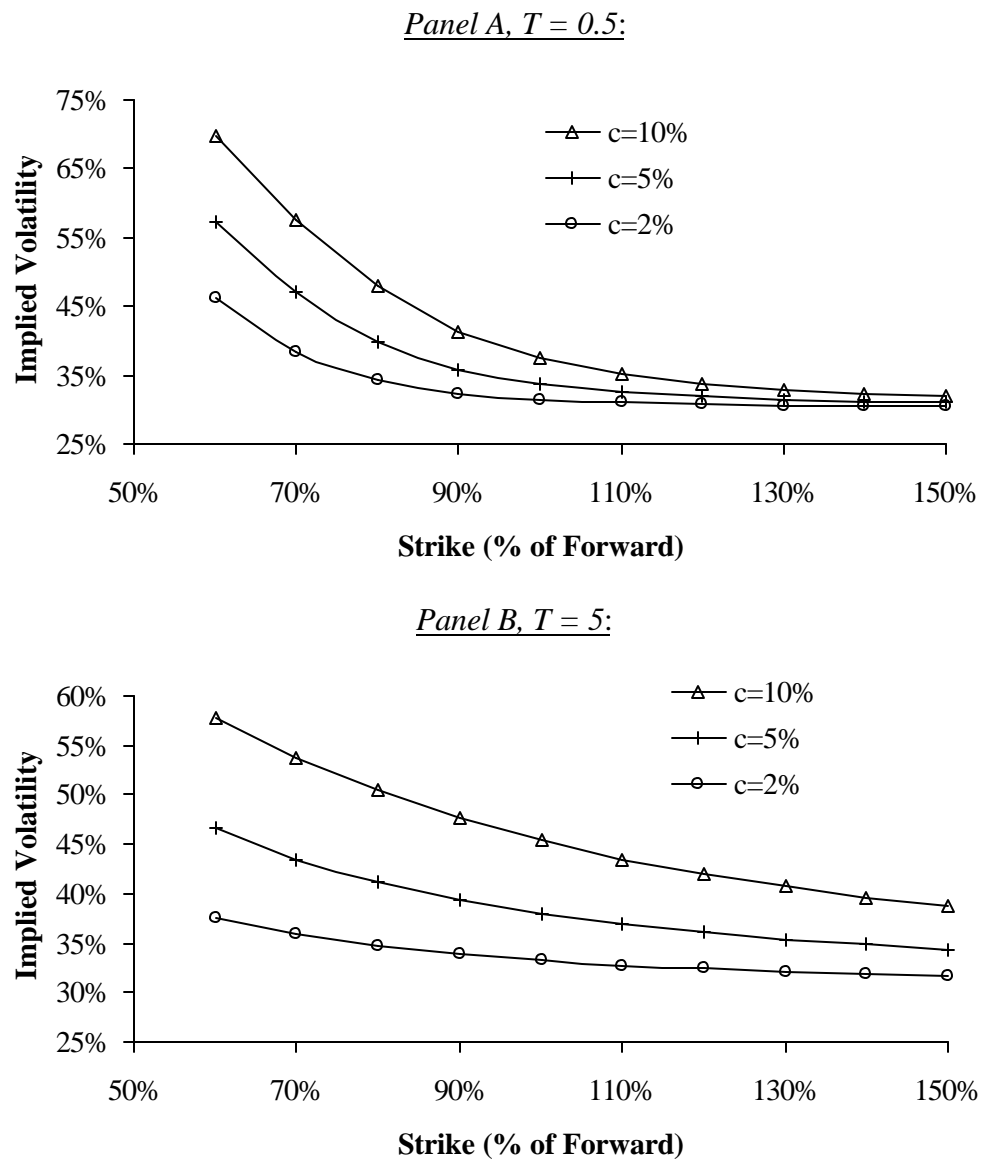 Panel A, T = 0.5:
75%
65%
55%
45%
35%
25%
Implied Volatility
c=10%
c=5%
c=2%
50%
70%
90%
110%
130%
150%
Strike (% of Forward)
Panel B, T = 5:
60%
55%
50%
45%
40%
35%
30%
25%
Implied Volatility
c=10%
c=5%
c=2%
50%
70%
90%
110%
130%
150%
Strike (% of Forward)